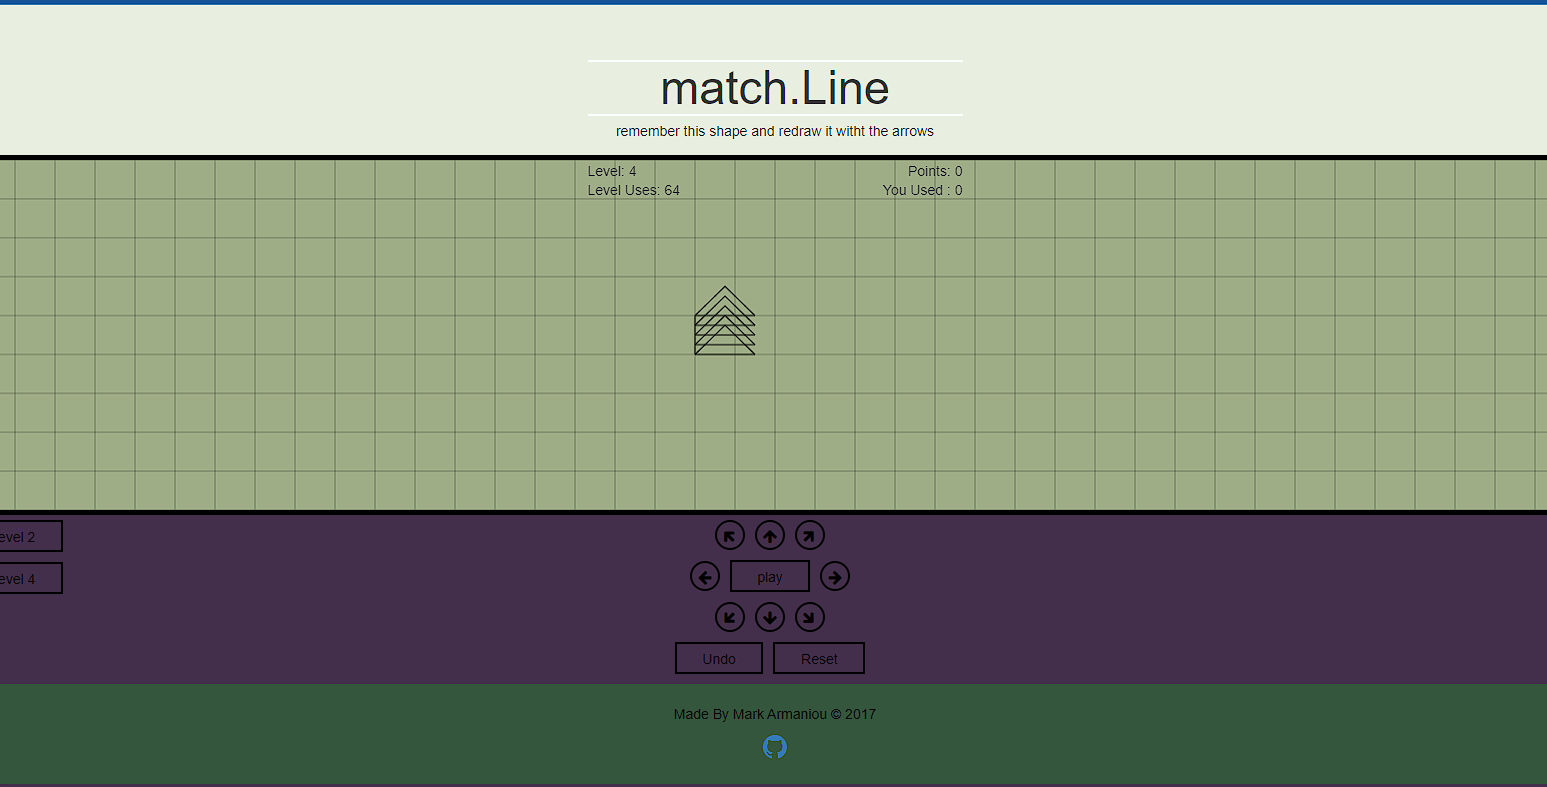 match.Line
remember this shape and redraw it witht the arrows
Level: 4 Points: 0
Level Uses: 64 You Used : 0
evel 2
evel 4
play
Undo Reset
Made By Mark Armaniou © 2017